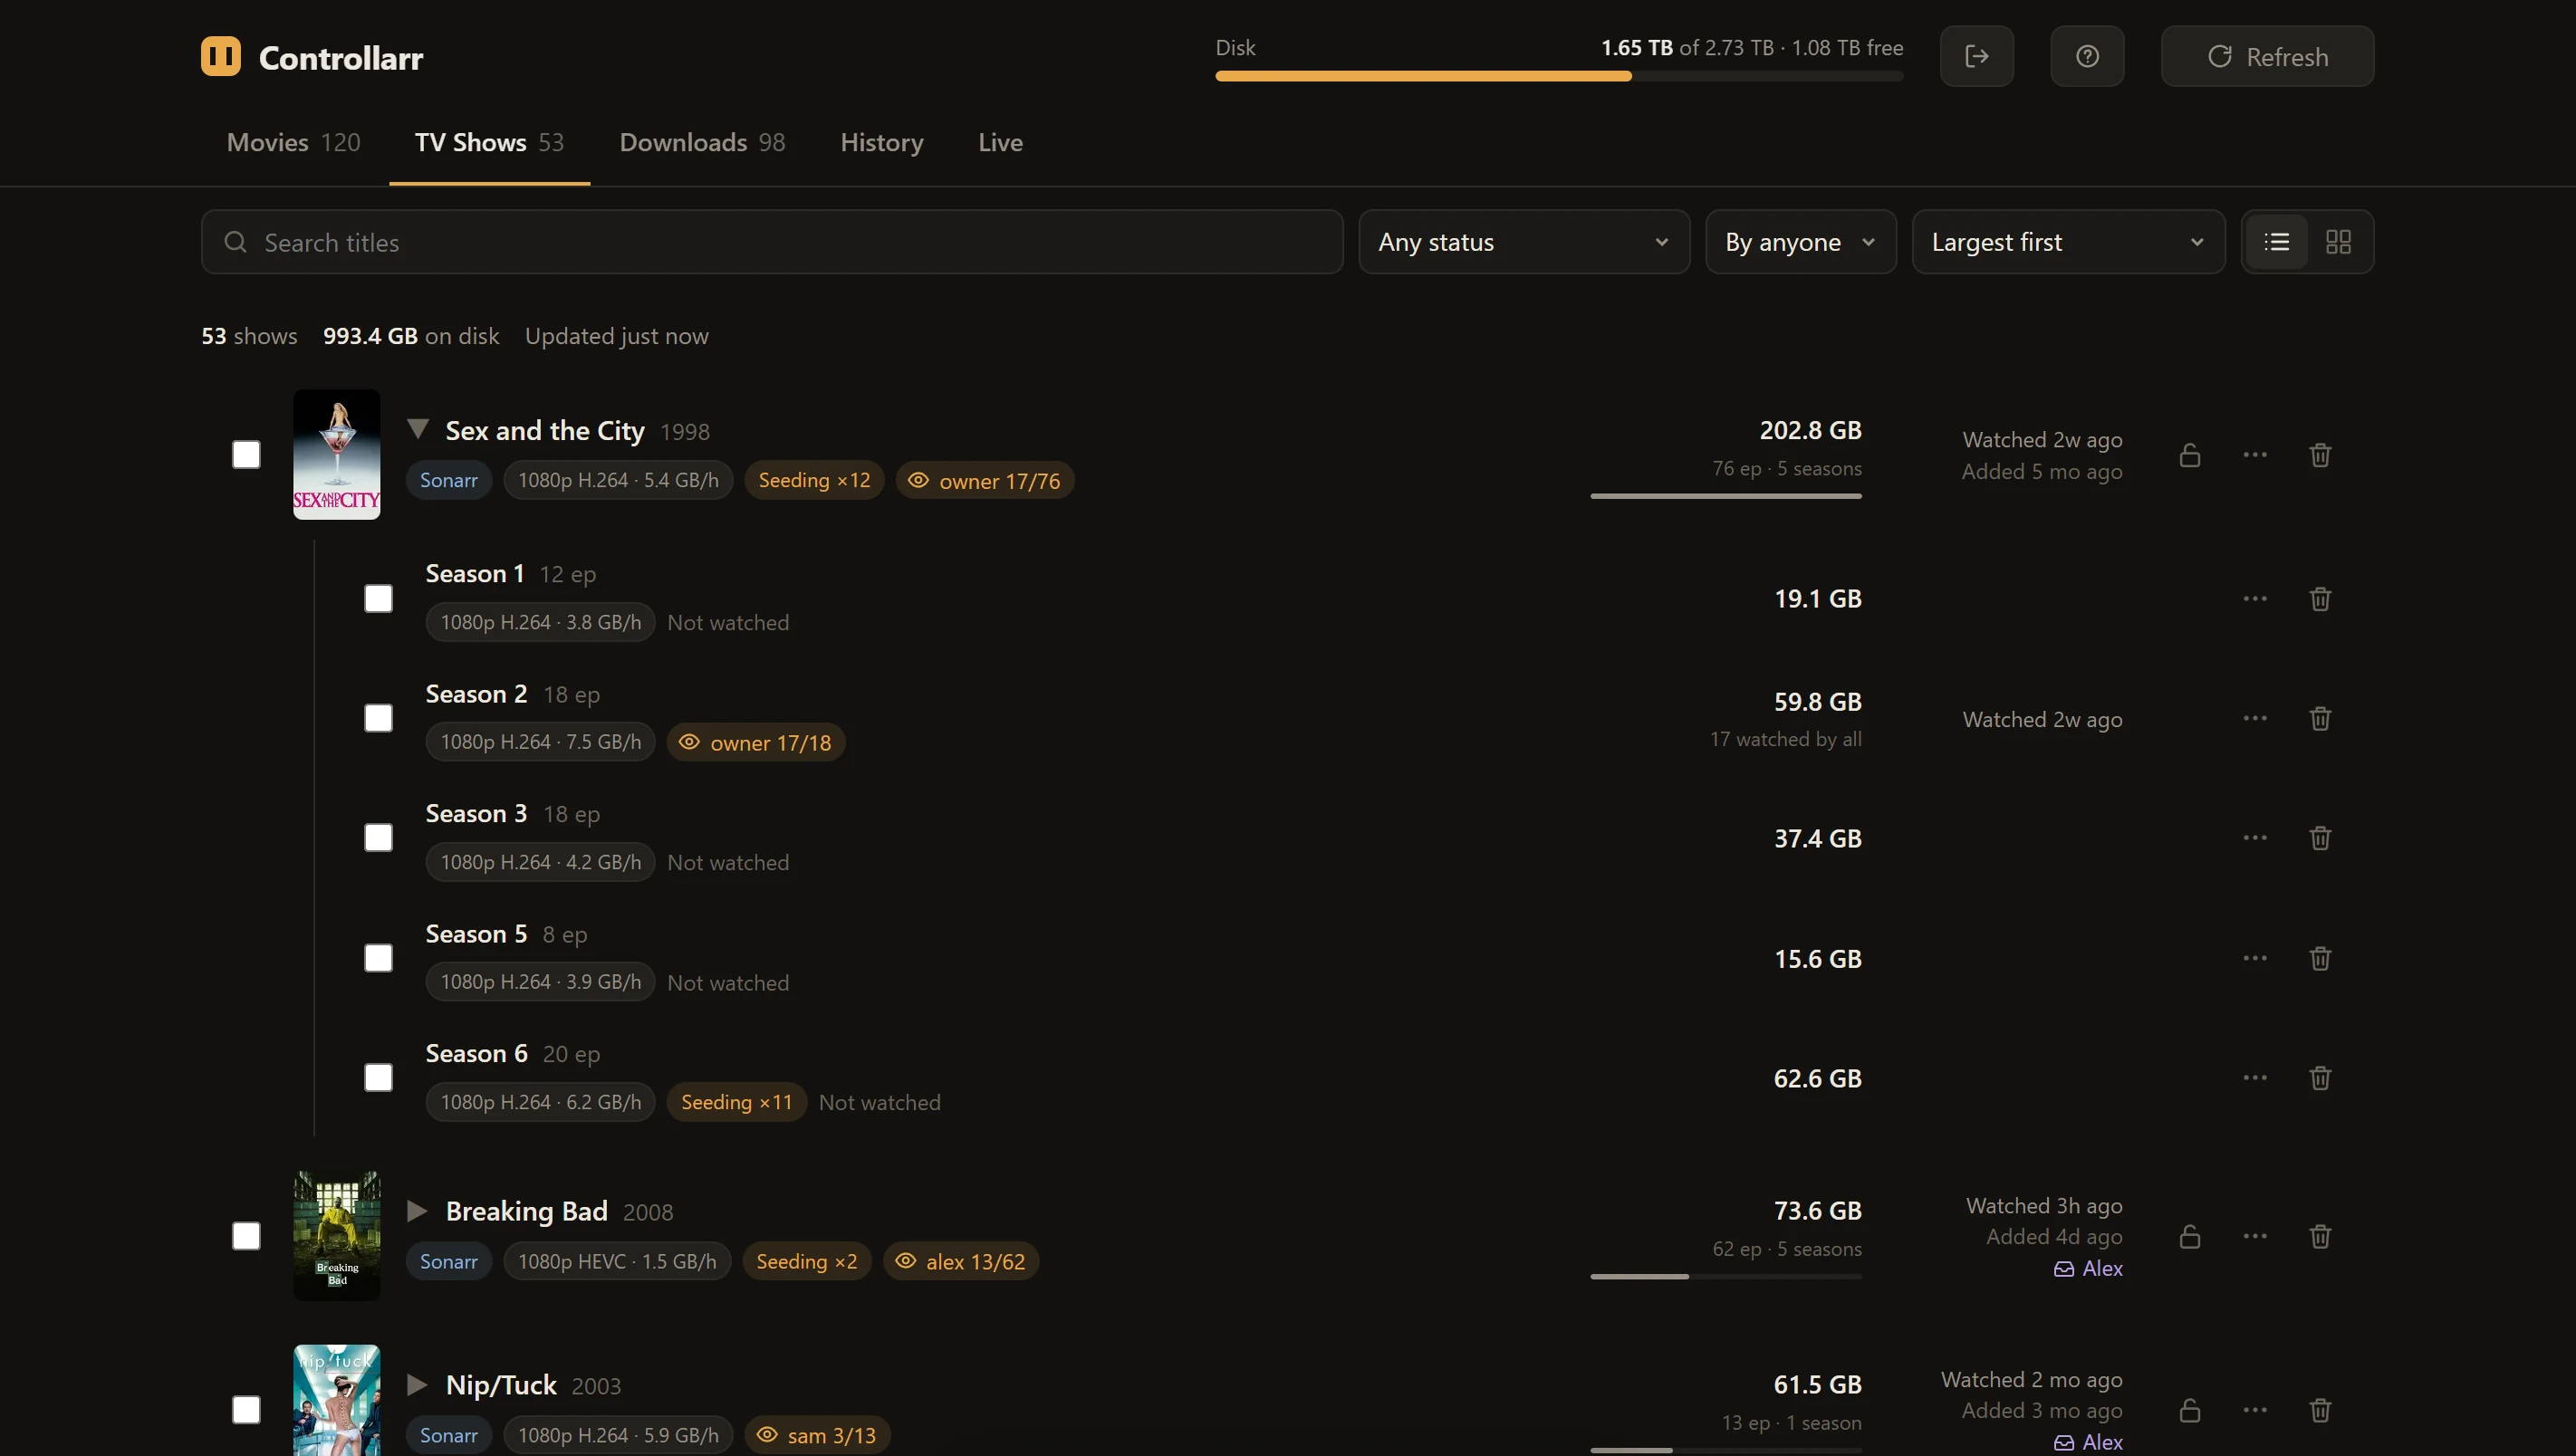 Controllarr
Disk 1.65 TB of 2.73 TB · 1.08 TB free
Refresh
Movies 120 TV Shows 53 Downloads 98 History Live
Search titles Any status By anyone Largest first
53 shows 993.4 GB on disk Updated just now
SEX AND THE CITY
Sex and the City 1998
Sonarr 1080p H.264 · 5.4 GB/h Seeding ×12 owner 17/76
202.8 GB
76 ep · 5 seasons
Watched 2w ago
Added 5 mo ago
Season 1 12 ep
1080p H.264 · 3.8 GB/h Not watched
19.1 GB
Season 2 18 ep
1080p H.264 · 7.5 GB/h owner 17/18
59.8 GB
17 watched by all
Watched 2w ago
Season 3 18 ep
1080p H.264 · 4.2 GB/h Not watched
37.4 GB
Season 5 8 ep
1080p H.264 · 3.9 GB/h Not watched
15.6 GB
Season 6 20 ep
1080p H.264 · 6.2 GB/h Seeding ×11 Not watched
62.6 GB
Breaking
Bad
Breaking Bad 2008
Sonarr 1080p HEVC · 1.5 GB/h Seeding ×2 alex 13/62
73.6 GB
62 ep · 5 seasons
Watched 3h ago
Added 4d ago
Alex
nip tuck
Nip/Tuck 2003
Sonarr 1080p H.264 · 5.9 GB/h sam 3/13
61.5 GB
13 ep · 1 season
Watched 2 mo ago
Added 3 mo ago
Alex